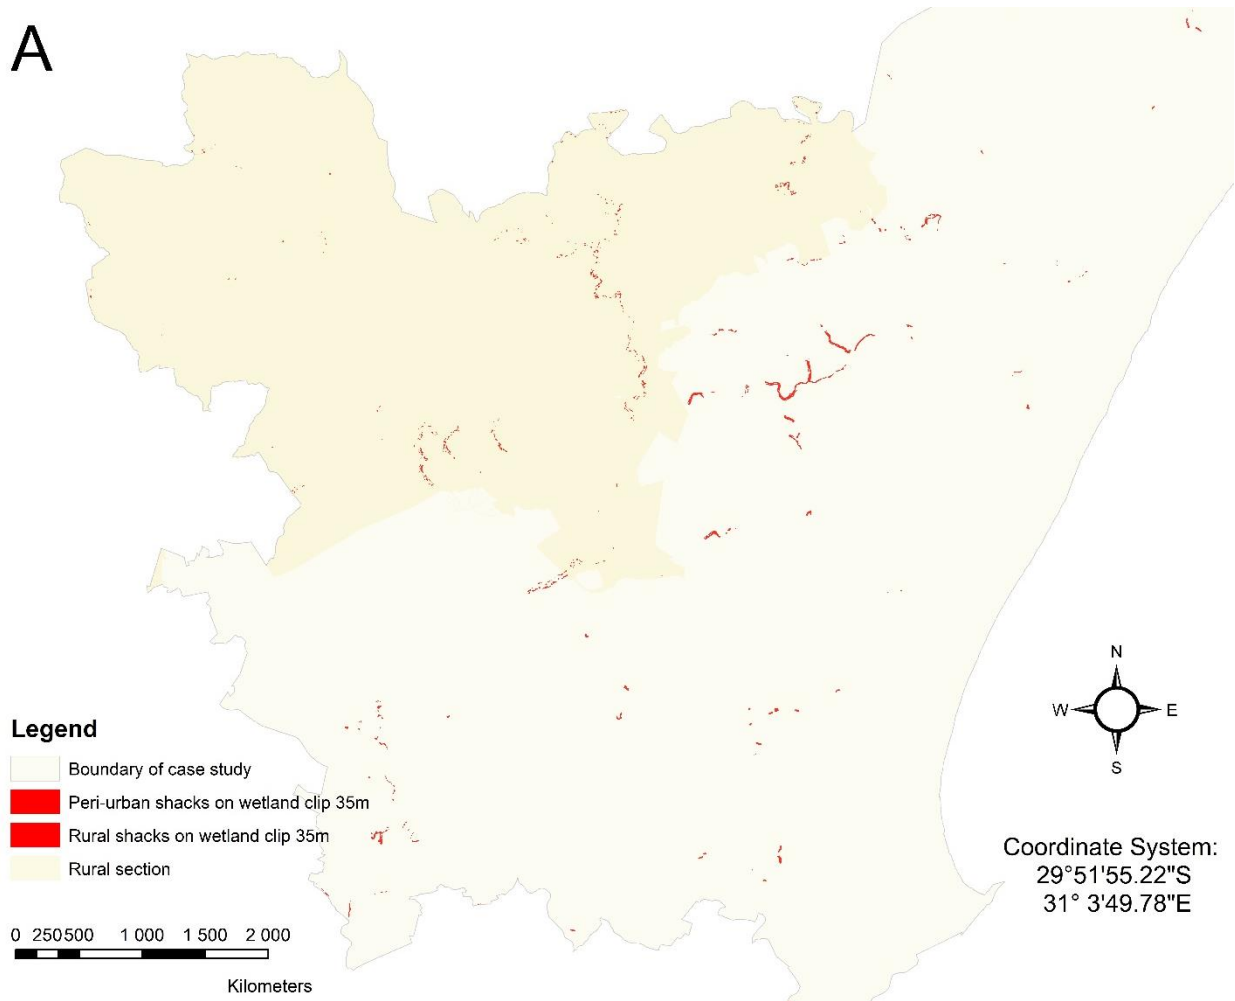 A
N
W E
S
Legend
Boundary of case study
Peri-urban shacks on wetland clip 35m
Rural shacks on wetland clip 35m
Rural section
Coordinate System:
29°51'55.22"S
31° 3'49.78"E
0 250 500 1 000 1 500 2 000
Kilometers